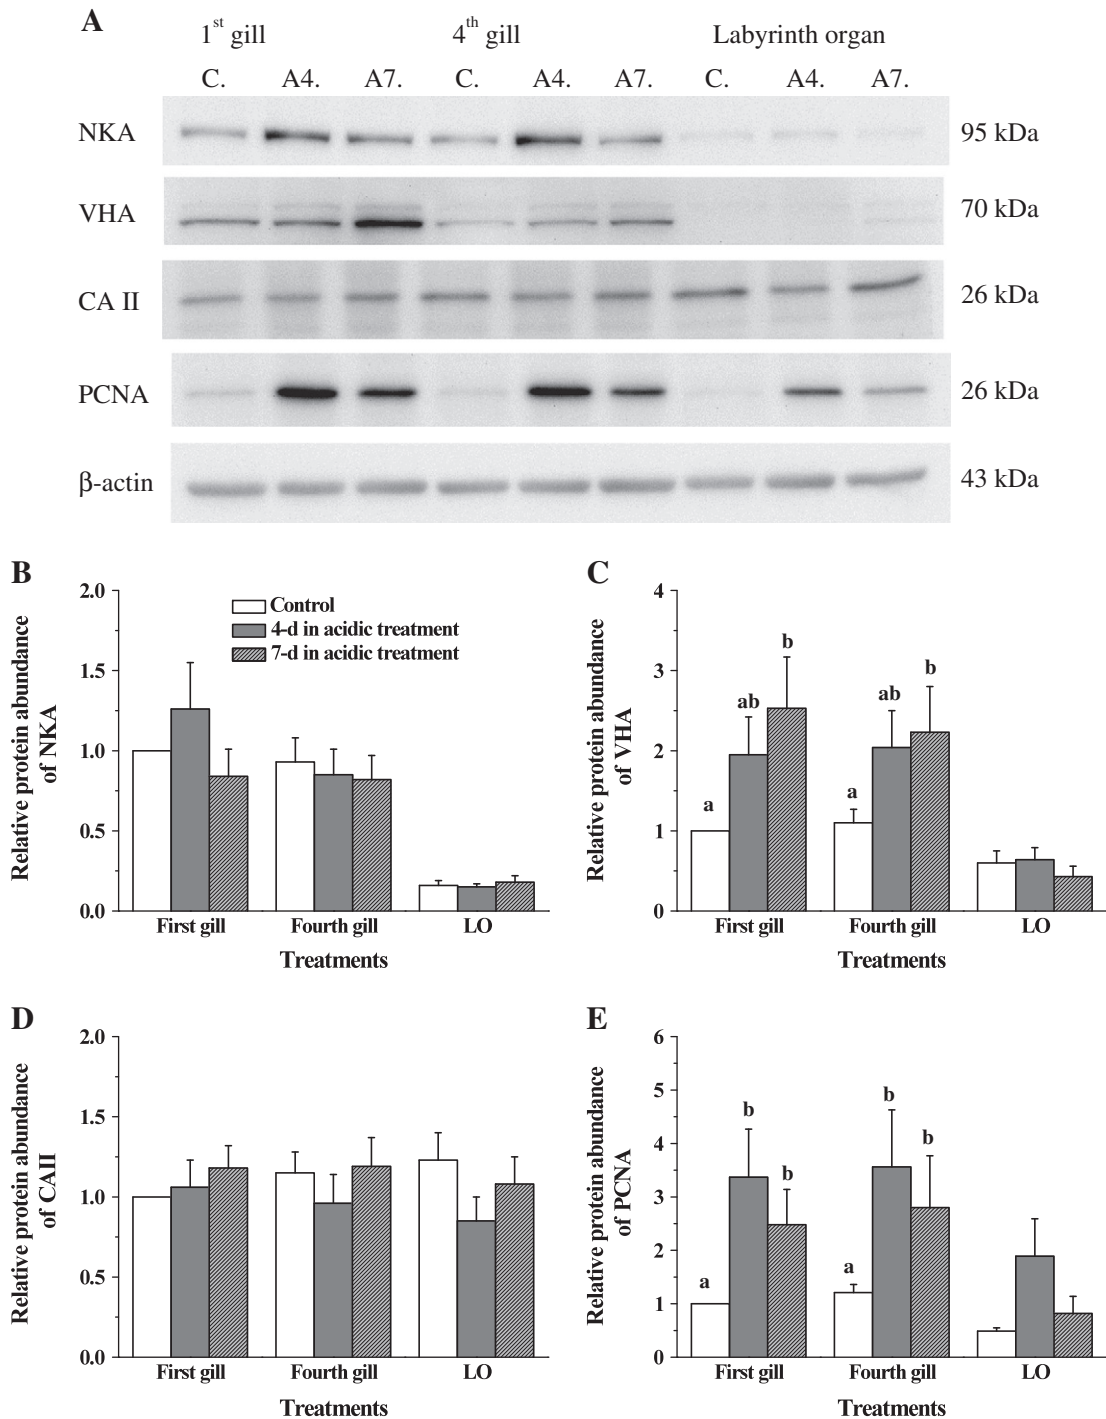 A
1st gill 4th gill Labyrinth organ
C. A4. A7. C. A4. A7. C. A4. A7.
NKA 95 kDa
VHA 70 kDa
CA II 26 kDa
PCNA 26 kDa
β-actin 43 kDa
B
Relative protein abundance
of NKA
2.0
1.5
1.0
0.5
0.0
Control
4-d in acidic treatment
7-d in acidic treatment
First gill Fourth gill LO
Treatments
C
Relative protein abundance
of VHA
4
3
2
1
0
a ab b a ab b
First gill Fourth gill LO
Treatments
D
Relative protein abundance
of CAII
2.0
1.5
1.0
0.5
0.0
First gill Fourth gill LO
Treatments
E
Relative protein abundance
of PCNA
6
5
4
3
2
1
0
a b b a b b
First gill Fourth gill LO
Treatments